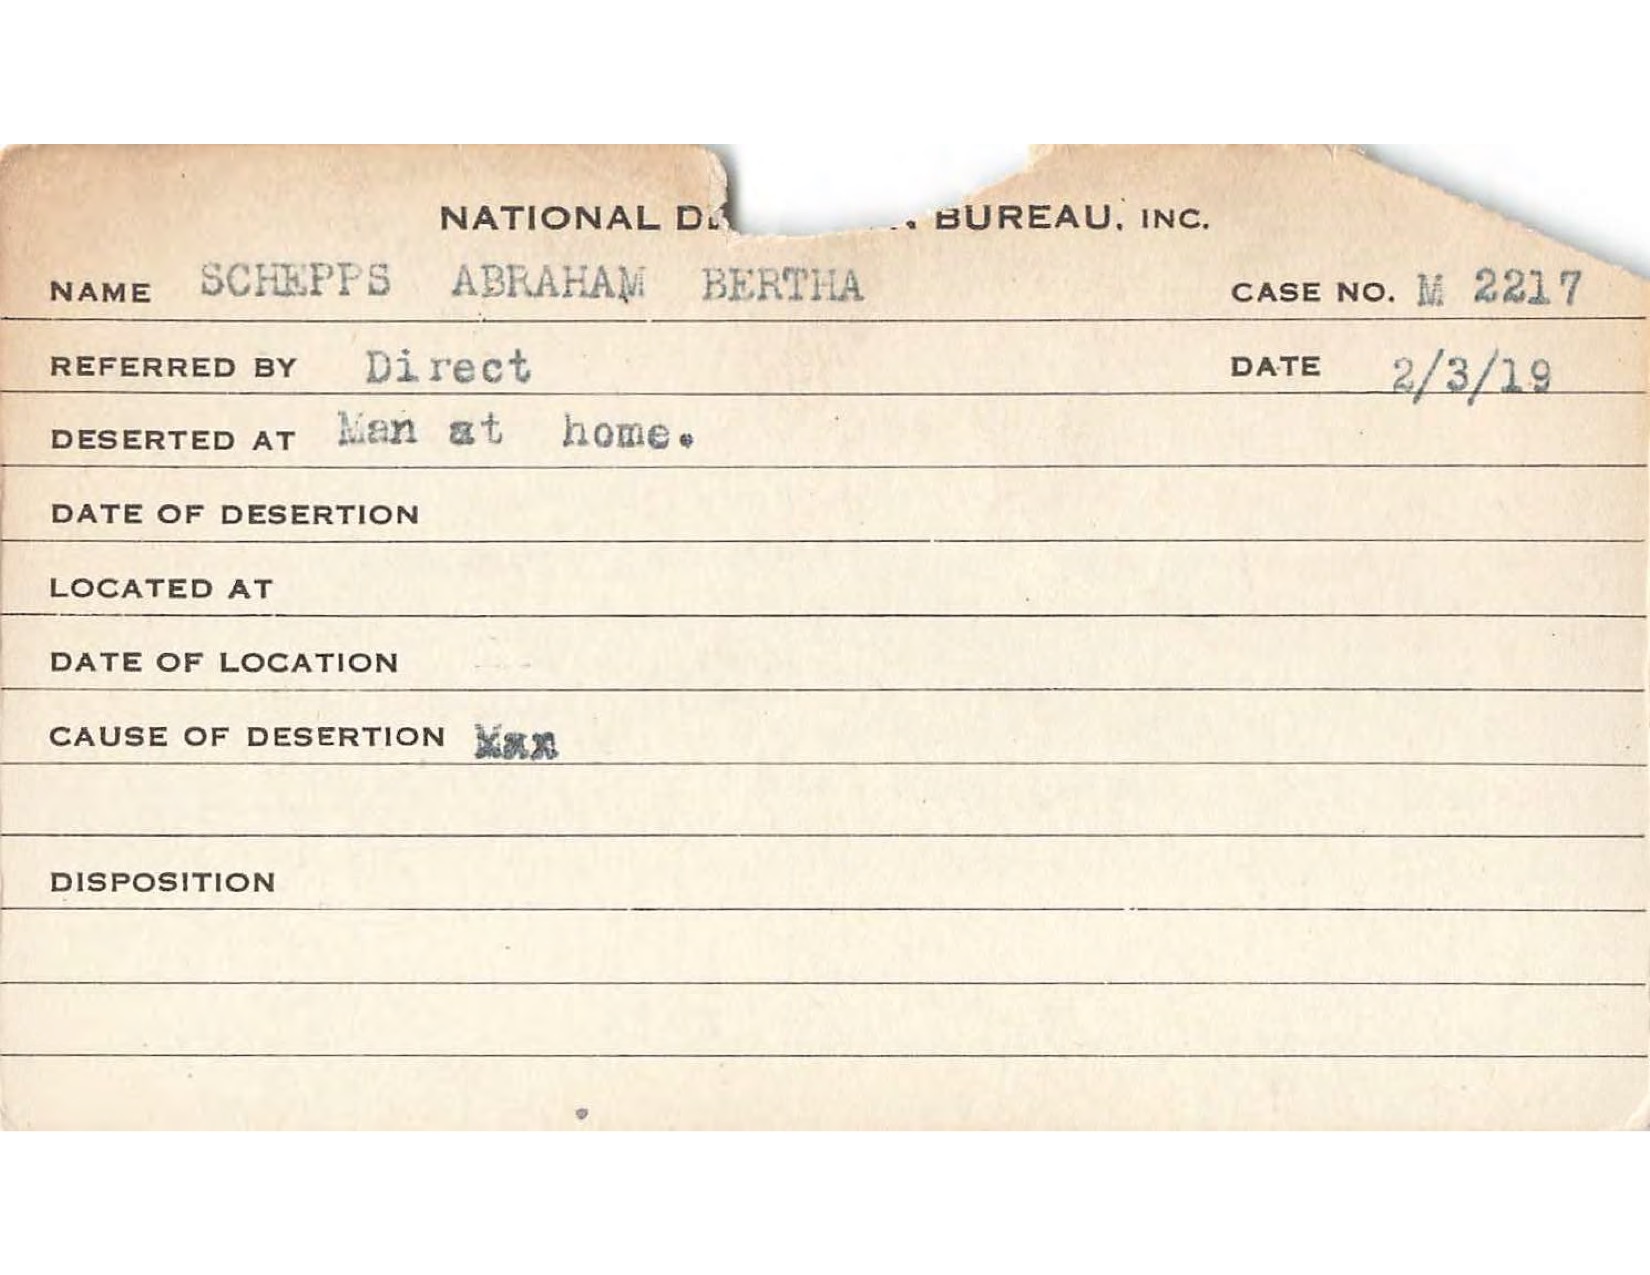 NATIONAL BUREAU, INC.
NAME SCHEPPS ABRAHAM BERTHA CASE NO. M 2217
REFERRED BY Direct DATE 2/3/19
DESERTED AT Man at home.
DATE OF DESERTION
LOCATED AT
DATE OF LOCATION
CAUSE OF DESERTION
DISPOSITION